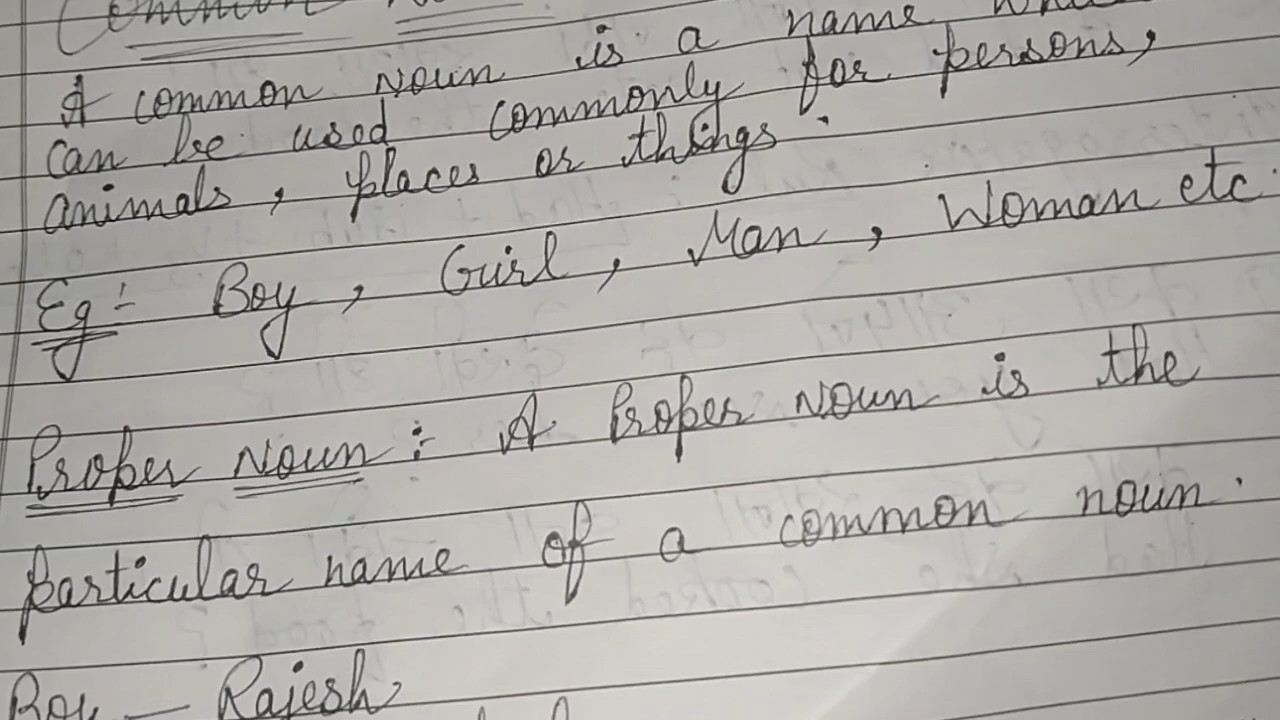 Common
A common noun is a name
can be used commonly for persons,
animals, places or things.
Eg:- Boy, Girl, Man, Woman etc.
Proper Noun:- A Proper noun is the
particular name of a common noun.
Boy — Rajesh